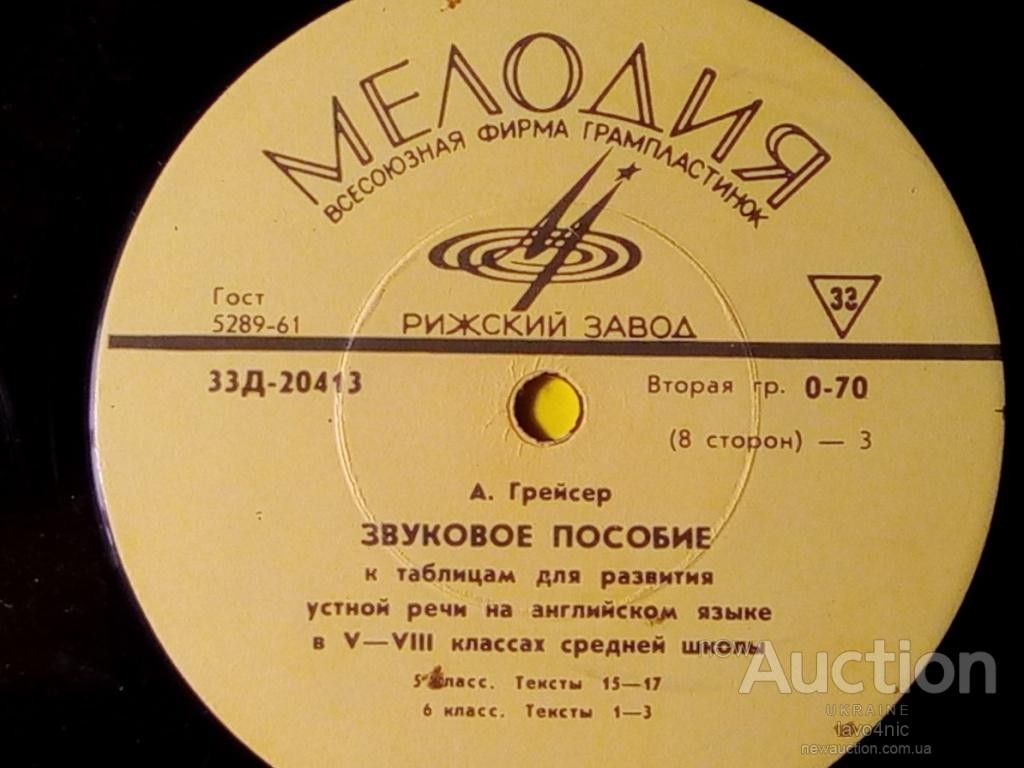 МЕЛОДИЯ
ВСЕСОЮЗНАЯ ФИРМА ГРАМПЛАСТИНОК
РИЖСКИЙ ЗАВОД
Гост
5289-61
33
33Д-20413
Вторая гр. 0-70
(8 сторон) — 3
А. Грейсер
ЗВУКОВОЕ ПОСОБИЕ
к таблицам для развития
устной речи на английском языке
в V—VIII классах средней школы
5 класс. Тексты 15—17
6 класс. Тексты 1—3
newAuction
UKRAINE
lavo4nic
newauction.com.ua